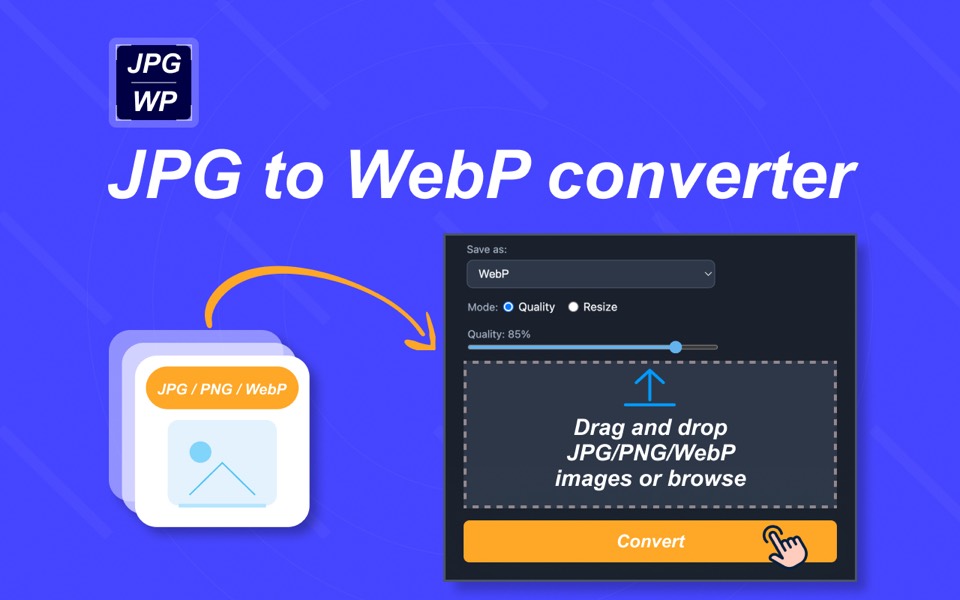 JPG
WP
JPG to WebP converter
Save as:
WebP
Mode: Quality Resize
Quality: 85%
JPG / PNG / WebP
Drag and drop
JPG/PNG/WebP
images or browse
Convert